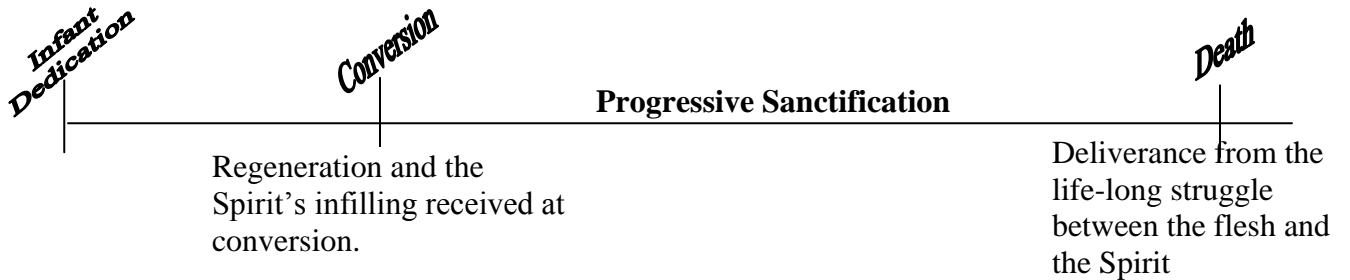 Infant
Dedication
Conversion
Death
Progressive Sanctification
Regeneration and the
Spirit’s infilling received at
conversion.
Deliverance from the
life-long struggle
between the flesh and
the Spirit